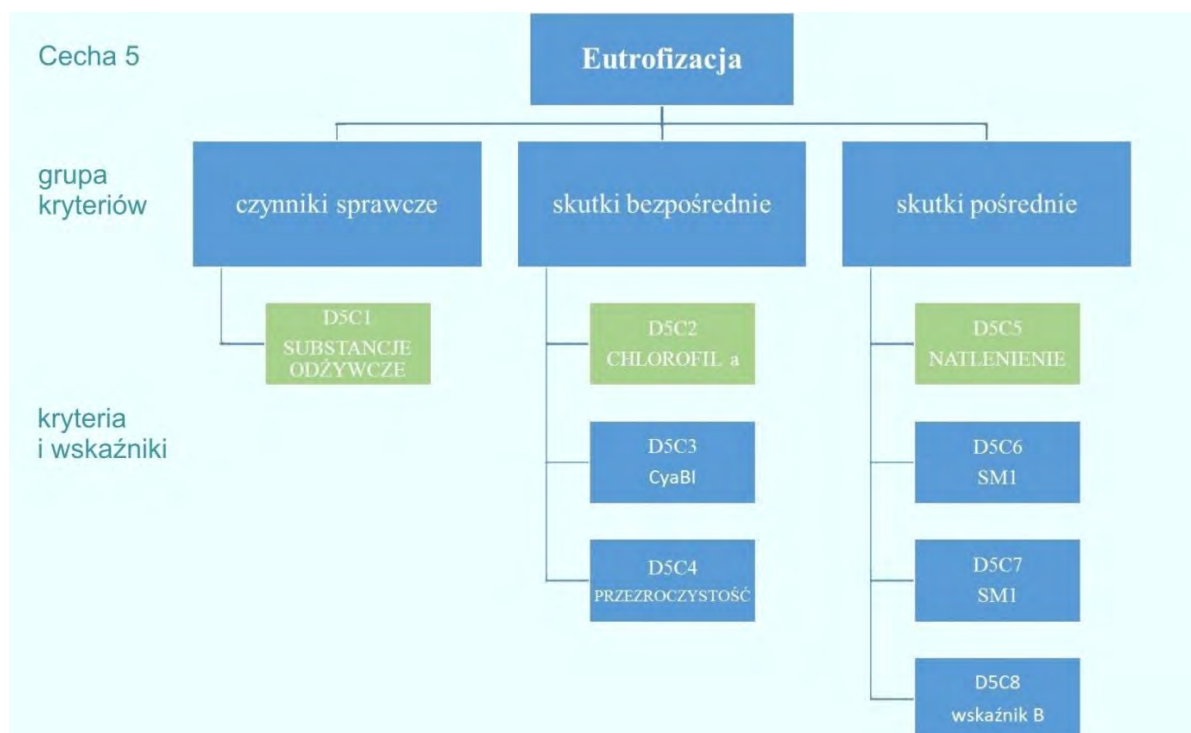 Cecha 5
Eutrofizacja
grupa
kryteriów
czynniki sprawcze
skutki bezpośrednie
skutki pośrednie
kryteria
i wskaźniki
D5C1
SUBSTANCJE
ODŻYWCZE
D5C2
CHLOROFIL a
D5C5
NATLENIENIE
D5C3
CyaBI
D5C6
SM1
D5C4
PRZEZROCZYSTOŚĆ
D5C7
SM1
D5C8
wskaźnik B